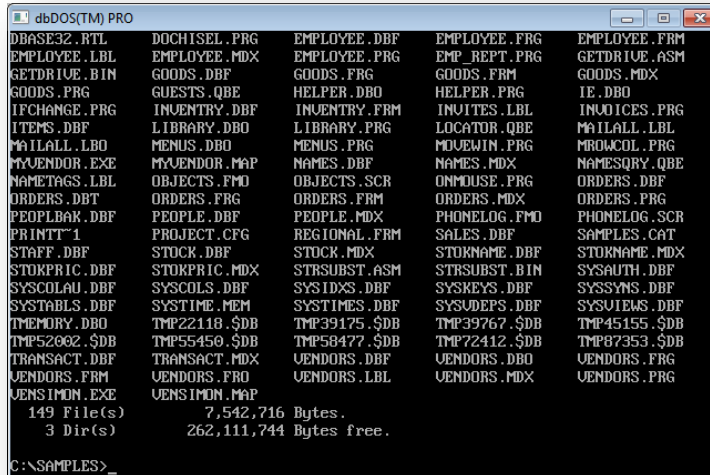 dbDOS(TM) PRO
DBASE32.RTL DOCHISEL.PRG EMPLOYEE.DBF EMPLOYEE.FRG EMPLOYEE.FRM
EMPLOYEE.LBL EMPLOYEE.MDX EMPLOYEE.PRG EMP_REPT.PRG GETDRIVE.ASM
GETDRIVE.BIN GOODS.DBF GOODS.FRG GOODS.FRM GOODS.MDX
GOODS.PRG GUESTS.QBE HELPER.DBO HELPER.PRG IE.DBO
IFCHANGE.PRG INVENTRY.DBF INVENTRY.FRM INVITES.LBL INVOICES.PRG
ITEMS.DBF LIBRARY.DBO LIBRARY.PRG LOCATOR.QBE MAILALL.LBL
MAILALL.LBO MENUS.DBO MENUS.PRG MOVEWIN.PRG MROWCOL.PRG
MYVENDOR.EXE MYVENDOR.MAP NAMES.DBF NAMES.MDX NAMESQRY.QBE
NAMETAGS.LBL OBJECTS.FMO OBJECTS.SCR ONMOUSE.PRG ORDERS.DBF
ORDERS.DBT ORDERS.FRG ORDERS.FRM ORDERS.MDX ORDERS.PRG
PEOPLBAK.DBF PEOPLE.DBF PEOPLE.MDX PHONELOG.FMO PHONELOG.SCR
PRINTT~1 PROJECT.CFG REGIONAL.FRM SALES.DBF SAMPLES.CAT
STAFF.DBF STOCK.DBF STOCK.MDX STOKNAME.DBF STOKNAME.MDX
STOKPRIC.DBF STOKPRIC.MDX STRSUBST.ASM STRSUBST.BIN SYSAUTH.DBF
SYSCOLAU.DBF SYSCOLS.DBF SYSIDXS.DBF SYSKEYS.DBF SYSSYNS.DBF
SYSTABLS.DBF SYSTIME.MEM SYSTIMES.DBF SYSVDEPS.DBF SYSVIEWS.DBF
TMEMORY.DBO TMP22118.$DB TMP39175.$DB TMP39767.$DB TMP45155.$DB
TMP52002.$DB TMP55450.$DB TMP58477.$DB TMP72412.$DB TMP87353.$DB
TRANSACT.DBF TRANSACT.MDX VENDORS.DBF VENDORS.DBO VENDORS.FRG
VENDORS.FRM VENDORS.FRO VENDORS.LBL VENDORS.MDX VENDORS.PRG
VENSIMON.EXE VENSIMON.MAP
149 File(s) 7,542,716 Bytes.
3 Dir(s) 262,111,744 Bytes free.
C:\SAMPLES>_